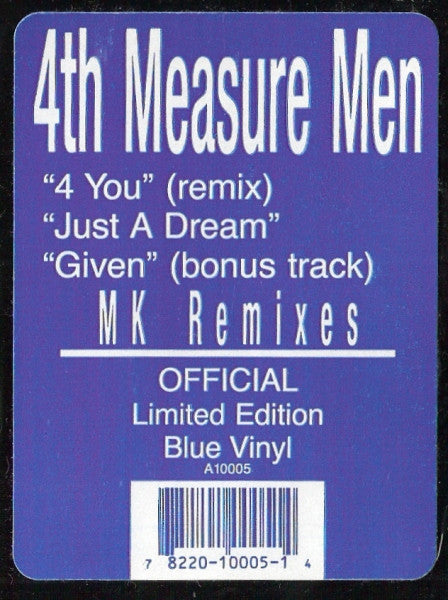 4th Measure Men
“4 You” (remix)
“Just A Dream”
“Given” (bonus track)
MK Remixes
OFFICIAL
Limited Edition
Blue Vinyl
A10005
7 8220-10005-1 4